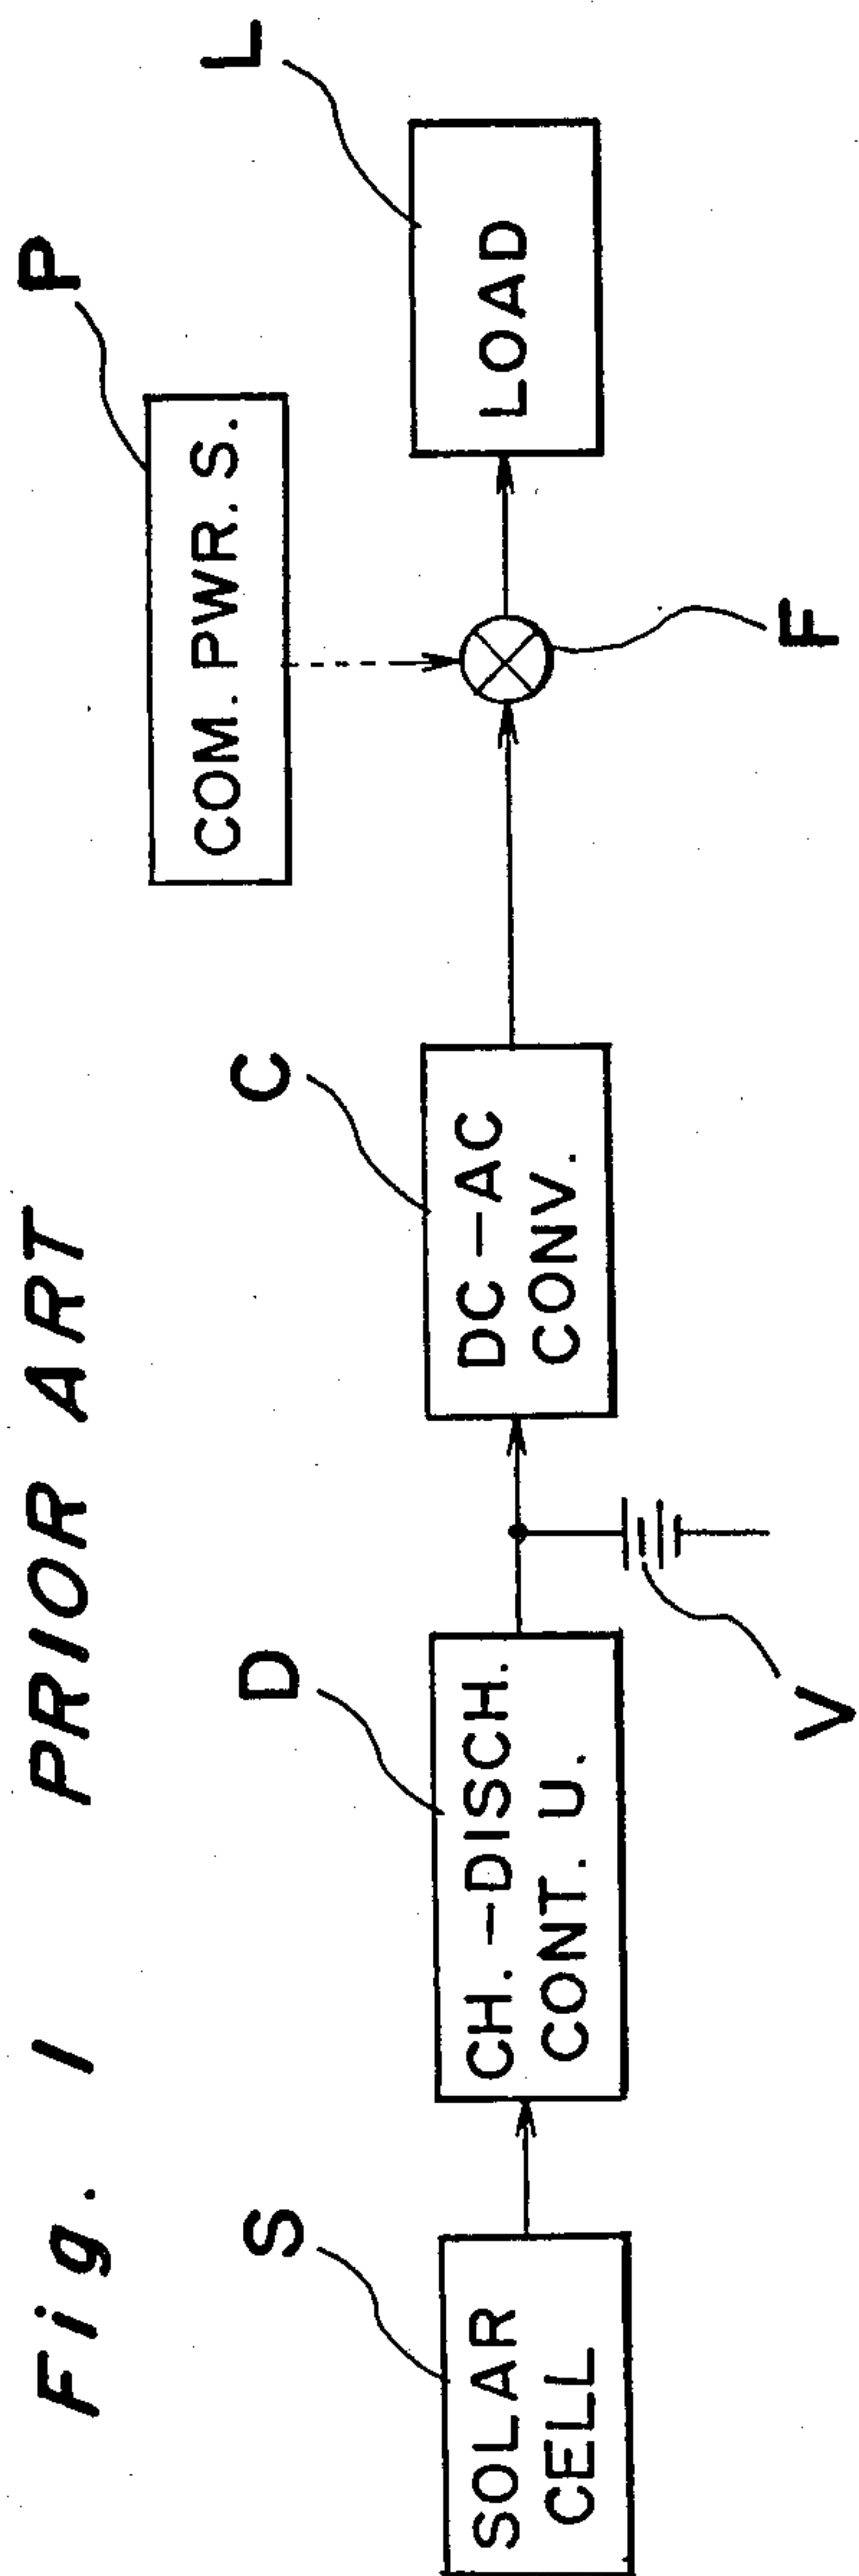 Fig. 1 PRIOR ART
P
L
COM. PWR. S.
S
D
C
SOLAR
CELL
CH.-DISCH.
CONT. U.
DC-AC
CONV.
LOAD
V
F